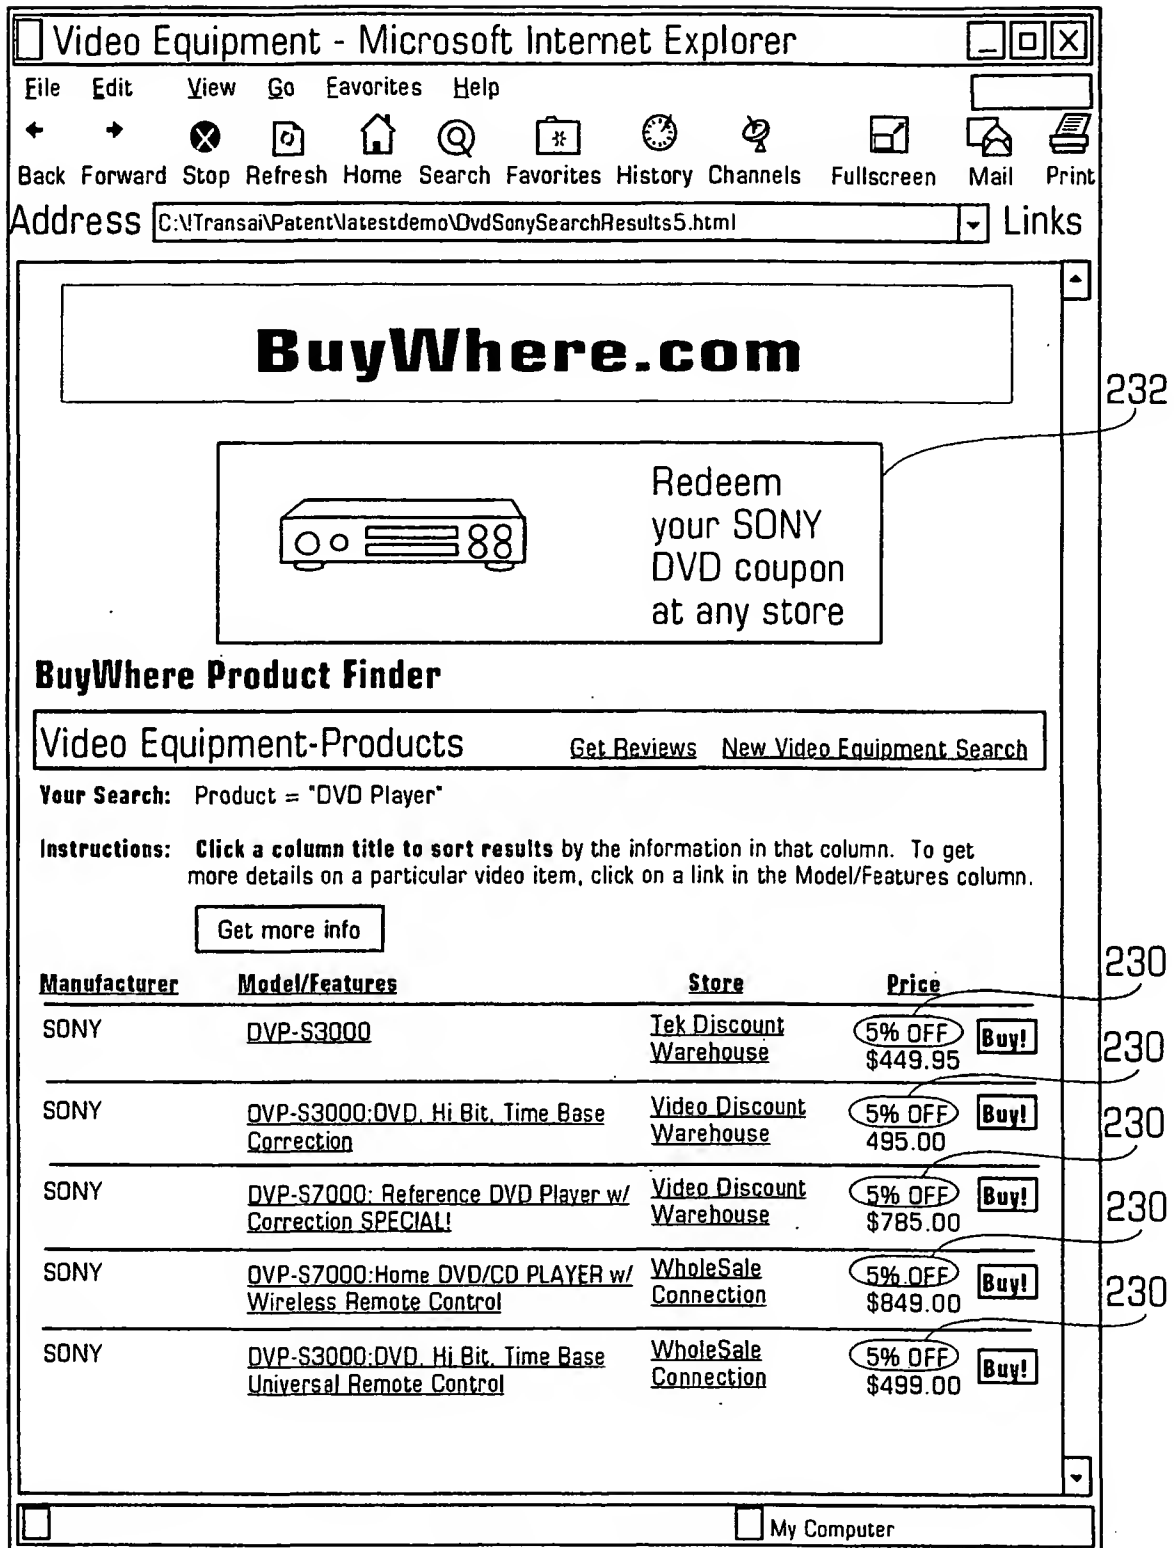 Video Equipment - Microsoft Internet Explorer
File Edit View Go Favorites Help
Back Forward Stop Refresh Home Search Favorites History Channels Fullscreen Mail Print
Address C:\!Transai\Patent\latestdemo\DvdSonySearchResults5.html Links
BuyWhere.com
232
Redeem
your SONY
DVD coupon
at any store
BuyWhere Product Finder
Video Equipment-Products Get Reviews New Video Equipment Search
Your Search: Product = "DVD Player"
Instructions: Click a column title to sort results by the information in that column. To get
more details on a particular video item, click on a link in the Model/Features column.
Get more info
230
Manufacturer Model/Features Store Price
SONY DVP-S3000 Tek Discount 5% OFF Buy!
Warehouse $449.95
230
SONY DVP-S3000:DVD, Hi Bit, Time Base Video Discount 5% OFF Buy!
Correction Warehouse 495.00
230
SONY DVP-S7000: Reference DVD Player w/ Video Discount 5% OFF Buy!
Correction SPECIAL! Warehouse $785.00
230
SONY DVP-S7000:Home DVD/CD PLAYER w/ WholeSale 5% OFF Buy!
Wireless Remote Control Connection $849.00
230
SONY DVP-S3000:DVD, Hi Bit, Time Base WholeSale 5% OFF Buy!
Universal Remote Control Connection $499.00
My Computer